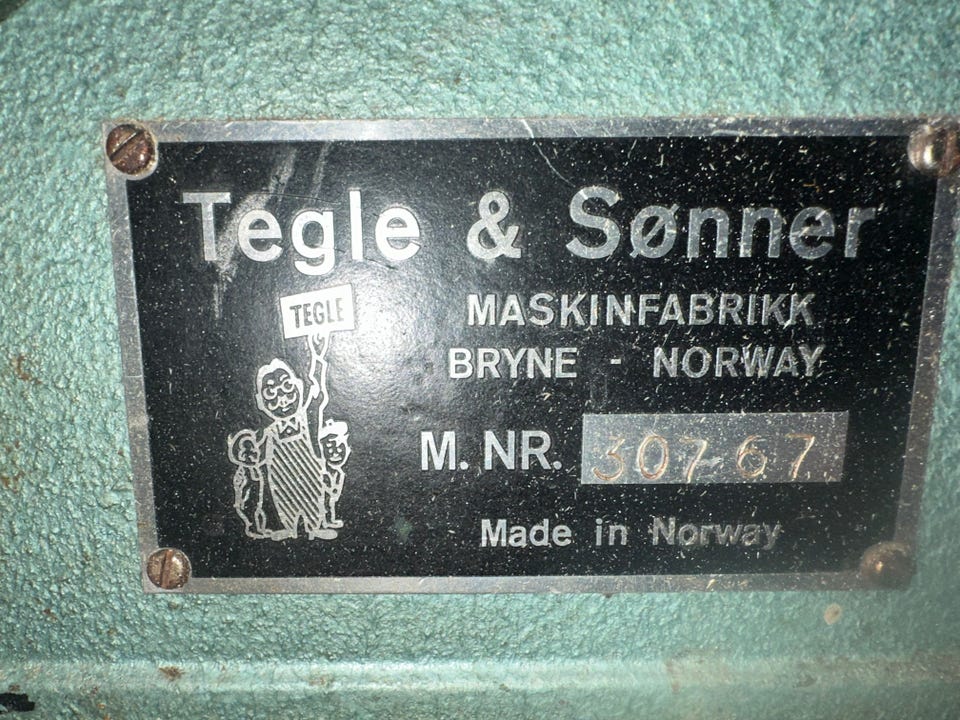 Tegle & Sønner
TEGLE
MASKINFABRIKK
BRYNE - NORWAY
M. NR. 307-67
Made in Norway